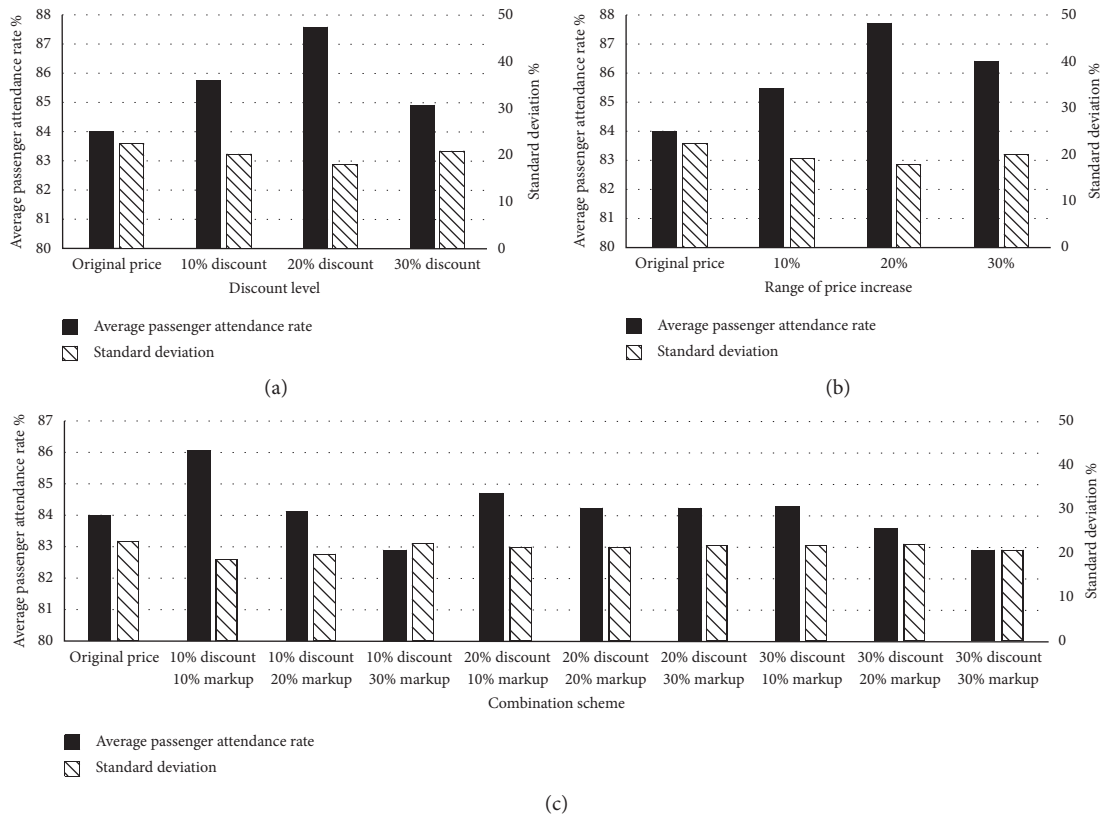 Average passenger attendance rate %
88
87
86
85
84
83
82
81
80
50
40
30
20
10
0
Standard deviation %
Original price 10% discount 20% discount 30% discount
Discount level
Average passenger attendance rate
Standard deviation
(a)
Average passenger attendance rate %
88
87
86
85
84
83
82
81
80
50
40
30
20
10
0
Standard deviation %
Original price 10% 20% 30%
Range of price increase
Average passenger attendance rate
Standard deviation
(b)
Average passenger attendance rate %
87
86
85
84
83
82
81
80
50
40
30
20
10
0
Standard deviation %
Original price 10% discount 10% discount 10% discount 20% discount 20% discount 20% discount 30% discount 30% discount 30% discount
10% markup 20% markup 30% markup 10% markup 20% markup 30% markup 10% markup 20% markup 30% markup
Combination scheme
Average passenger attendance rate
Standard deviation
(c)